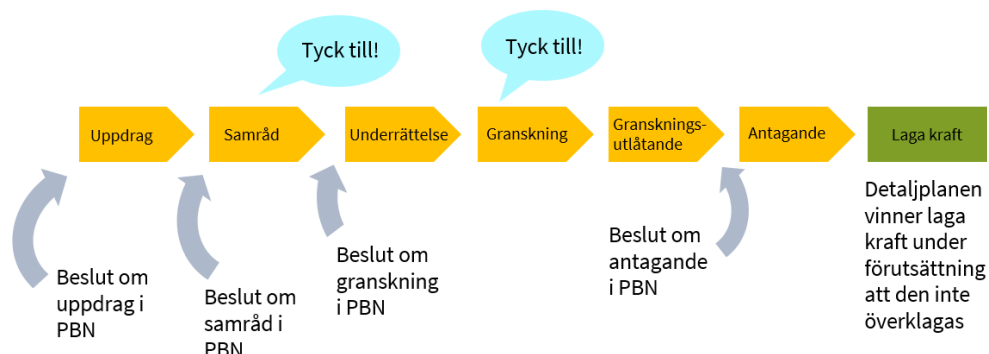 Tyck till!
Tyck till!
Uppdrag
Samråd
Underrättelse
Granskning
Gransknings-
utlåtande
Antagande
Laga kraft
Beslut om
uppdrag i
PBN
Beslut om
samråd i
PBN
Beslut om
granskning
i PBN
Beslut om
antagande
i PBN
Detaljplanen
vinner laga
kraft under
förutsättning
att den inte
överklagas